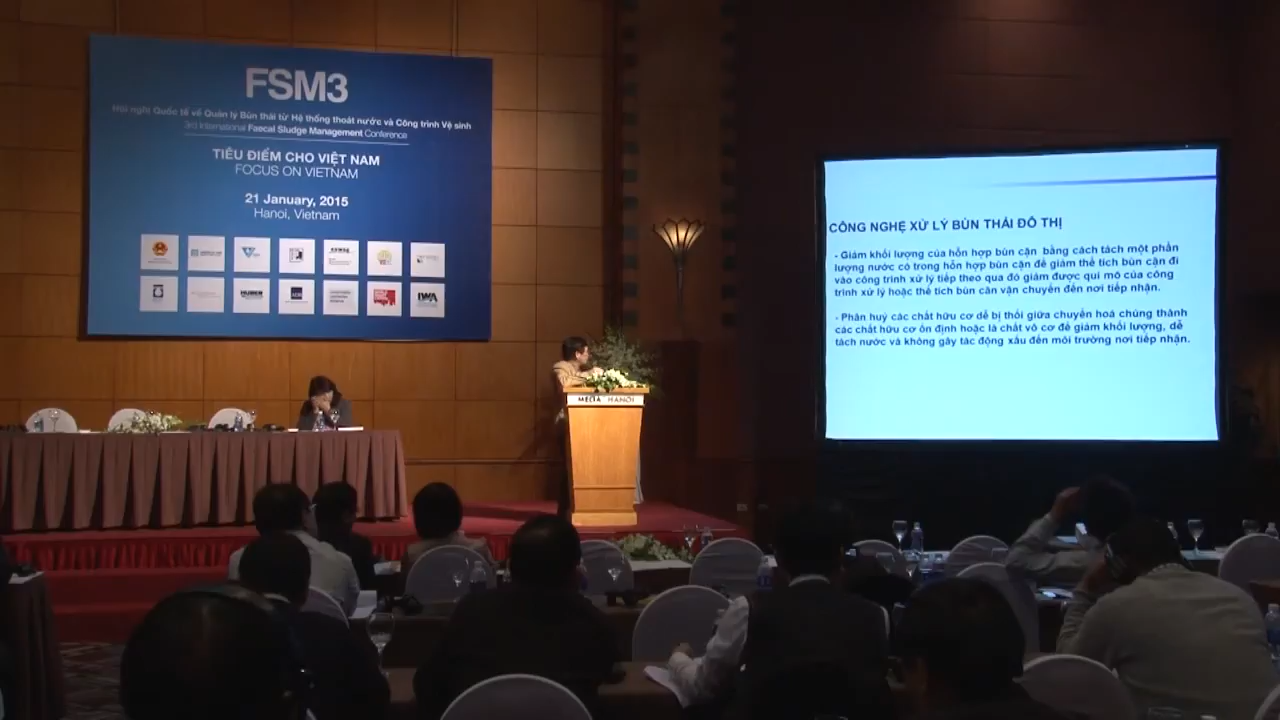 FSM3
Hội nghị Quốc tế về Quản lý Bùn thải từ Hệ thống thoát nước và Công trình Vệ sinh
3rd International Faecal Sludge Management Conference
TIÊU ĐIỂM CHO VIỆT NAM
FOCUS ON VIETNAM
21 January, 2015
Hanoi, Vietnam
HUBER
IWA
HANOI
CÔNG NGHỆ XỬ LÝ BÙN THẢI ĐÔ THỊ
- Giảm khối lượng của hỗn hợp bùn cặn bằng cách tách một phần
lượng nước có trong hỗn hợp bùn cặn để giảm thể tích bùn cặn đi
vào công trình xử lý tiếp theo qua đó giảm được qui mô của công
trình xử lý hoặc thể tích bùn cặn vận chuyển đến nơi tiếp nhận.
- Phân huỷ các chất hữu cơ dễ bị thối giữa chuyển hoá chúng thành
các chất hữu cơ ổn định hoặc là chất vô cơ để giảm khối lượng, dễ
tách nước và không gây tác động xấu đến môi trường nơi tiếp nhận.